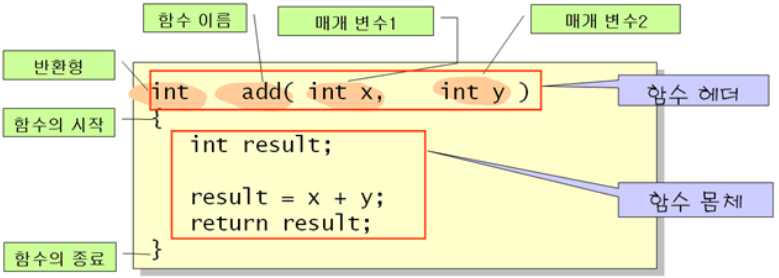 함수 이름
매개 변수1
매개 변수2
반환형
int add( int x, int y )
함수 헤더
함수의 시작
{
int result;
result = x + y;
return result;
함수 몸체
함수의 종료
}